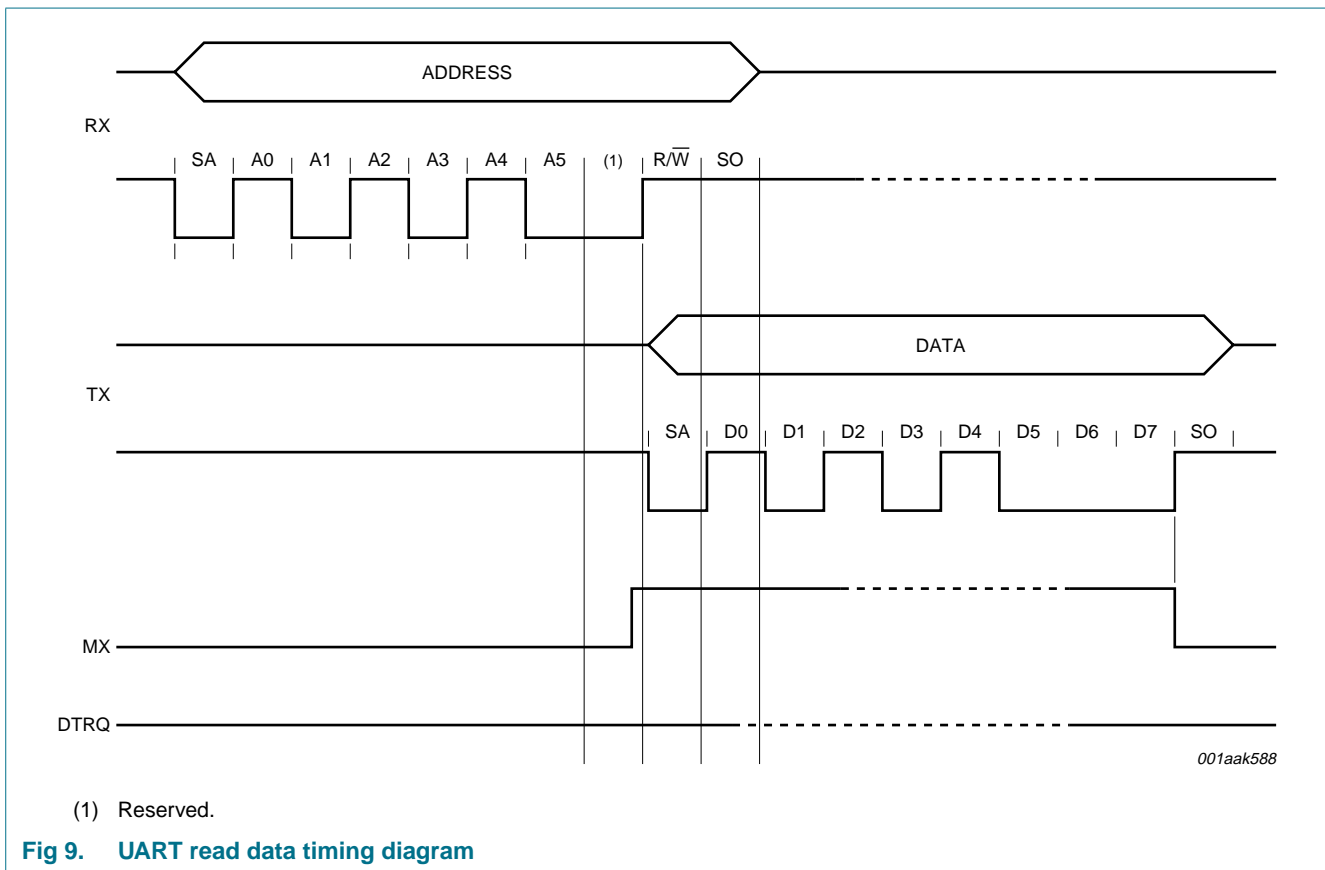 ADDRESS
RX
SA A0 A1 A2 A3 A4 A5 (1) R/W̅ SO
DATA
TX
SA D0 D1 D2 D3 D4 D5 D6 D7 SO
MX
DTRQ
001aak588
(1) Reserved.
Fig 9. UART read data timing diagram